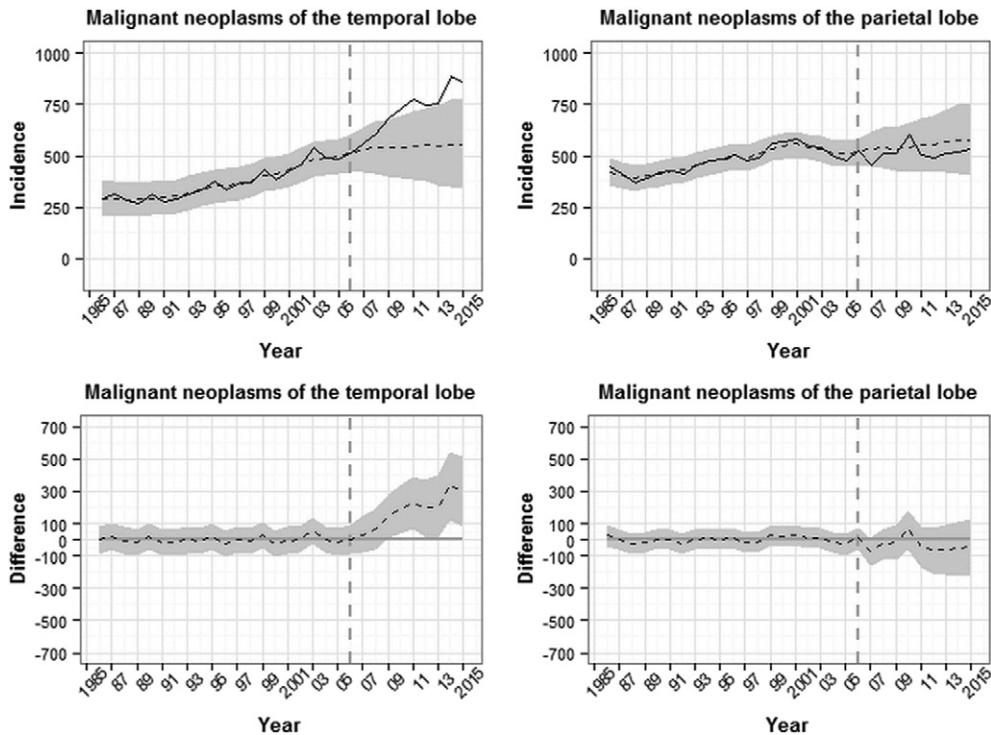 Malignant neoplasms of the temporal lobe
1000
750
500
250
0
Incidence
1985 87 89 91 93 95 97 99 2001 03 05 07 09 11 13 2015
Year
Malignant neoplasms of the parietal lobe
1000
750
500
250
0
Incidence
1985 87 89 91 93 95 97 99 2001 03 05 07 09 11 13 2015
Year
Malignant neoplasms of the temporal lobe
700
500
300
100
0
-100
-300
-500
-700
Difference
1985 87 89 91 93 95 97 99 2001 03 05 07 09 11 13 2015
Year
Malignant neoplasms of the parietal lobe
700
500
300
100
0
-100
-300
-500
-700
Difference
1985 87 89 91 93 95 97 99 2001 03 05 07 09 11 13 2015
Year